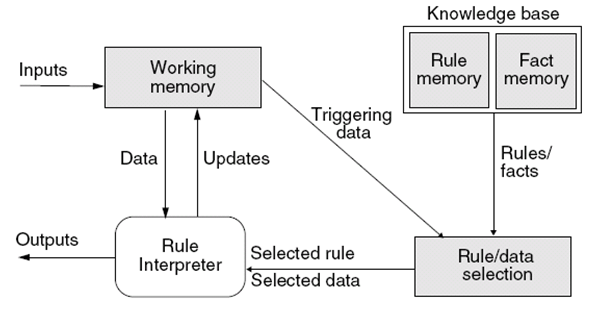 Knowledge base
Inputs
Working
memory
Rule
memory
Fact
memory
Triggering
data
Data
Updates
Rules/
facts
Outputs
Rule
Interpreter
Selected rule
Selected data
Rule/data
selection